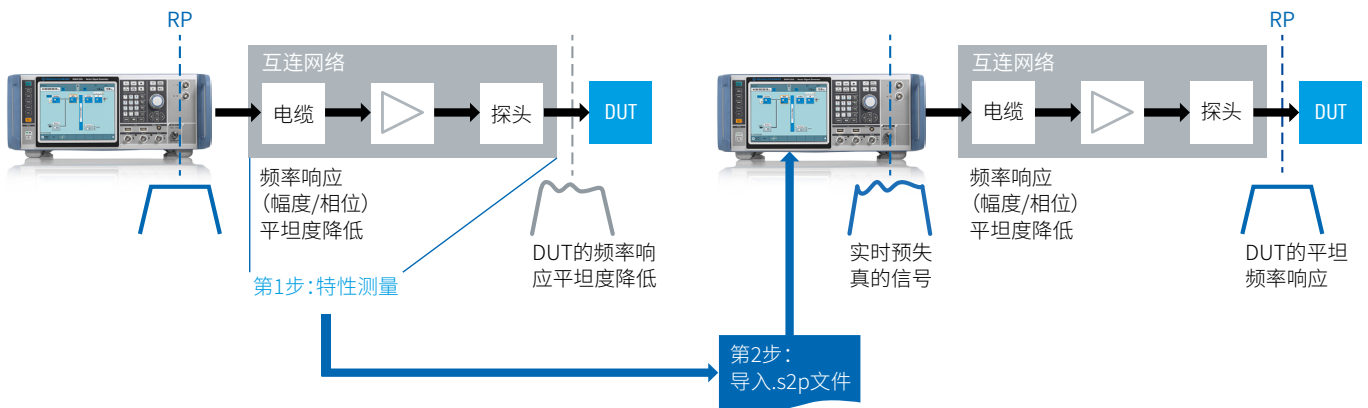 RP
互连网络
电缆
探头
DUT
频率响应
（幅度/相位）
平坦度降低
DUT的频率响
应平坦度降低
第1步：特性测量
RP
互连网络
电缆
探头
DUT
实时预失
真的信号
频率响应
（幅度/相位）
平坦度降低
DUT的平坦
频率响应
第2步：
导入.s2p文件